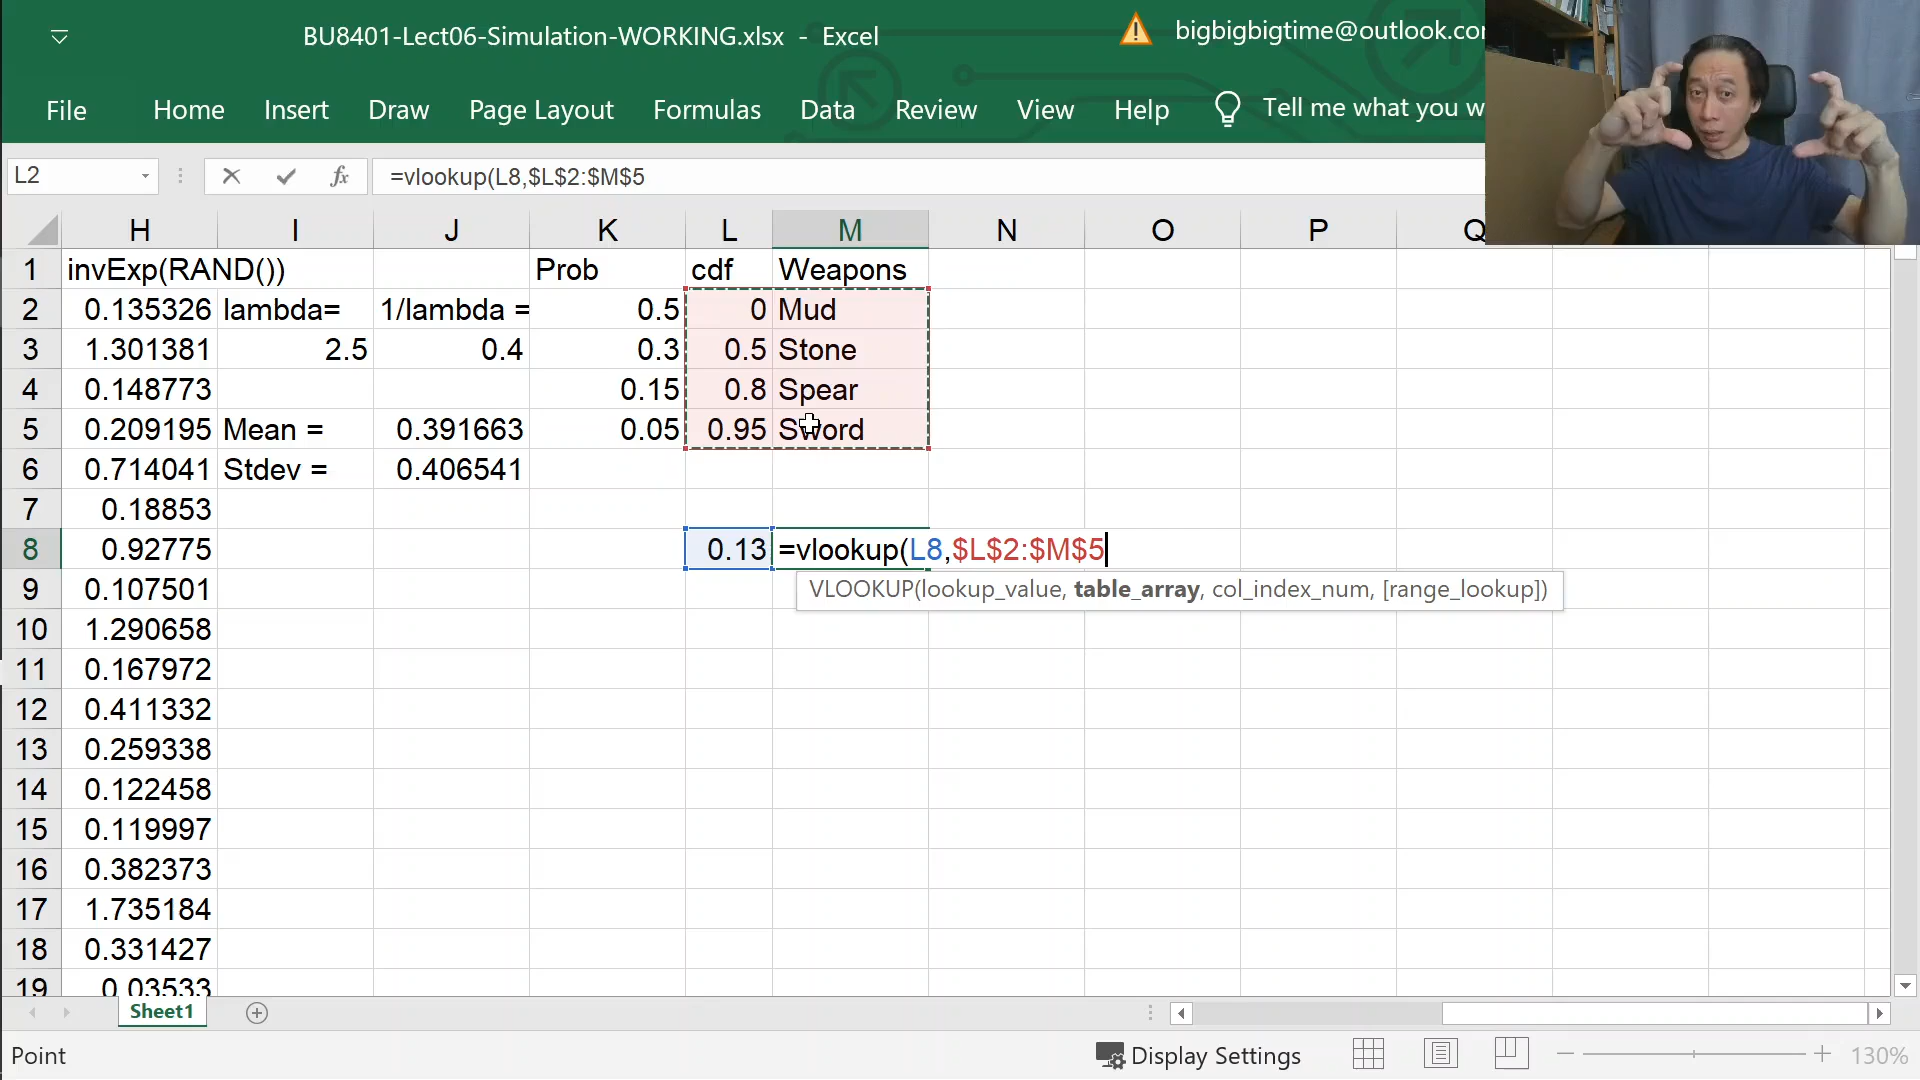 BU8401-Lect06-Simulation-WORKING.xlsx - Excel
bigbigbigtime@outlook.com
File Home Insert Draw Page Layout Formulas Data Review View Help Tell me what you w
L2 fx =vlookup(L8,$L$2:$M$5
H I J K L M N O P Q
1 invExp(RAND()) Prob cdf Weapons
2 0.135326 lambda= 1/lambda = 0.5 0 Mud
3 1.301381 2.5 0.4 0.3 0.5 Stone
4 0.148773 0.15 0.8 Spear
5 0.209195 Mean = 0.391663 0.05 0.95 Sword
6 0.714041 Stdev = 0.406541
7 0.18853
8 0.92775 0.13 =vlookup(L8,$L$2:$M$5
9 0.107501 VLOOKUP(lookup_value, table_array, col_index_num, [range_lookup])
10 1.290658
11 0.167972
12 0.411332
13 0.259338
14 0.122458
15 0.119997
16 0.382373
17 1.735184
18 0.331427
19 0.03533
Sheet1
Point Display Settings 130%